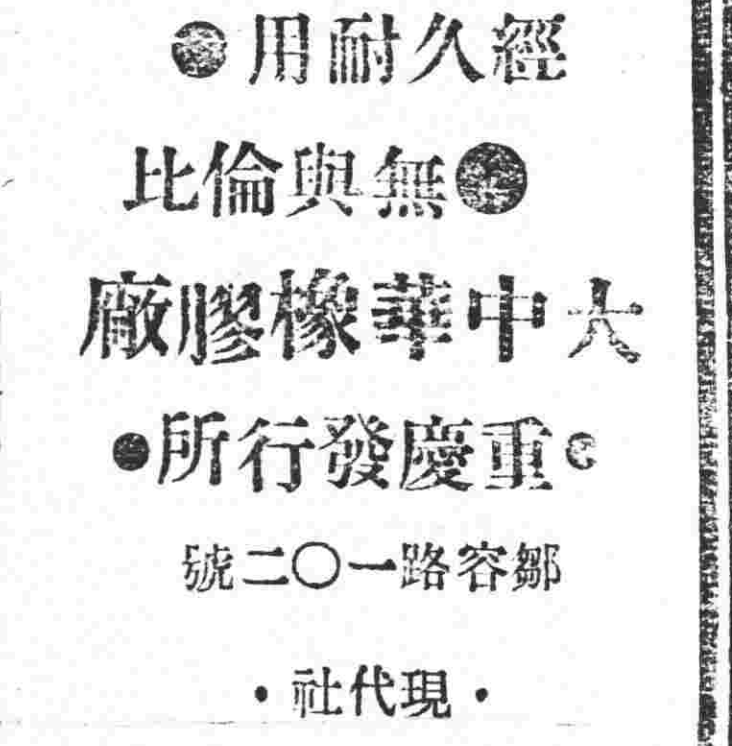 經久耐用●
●無與倫比
大中華橡膠廠
●重慶發行所●
鄒容路一〇二號
·現代社·